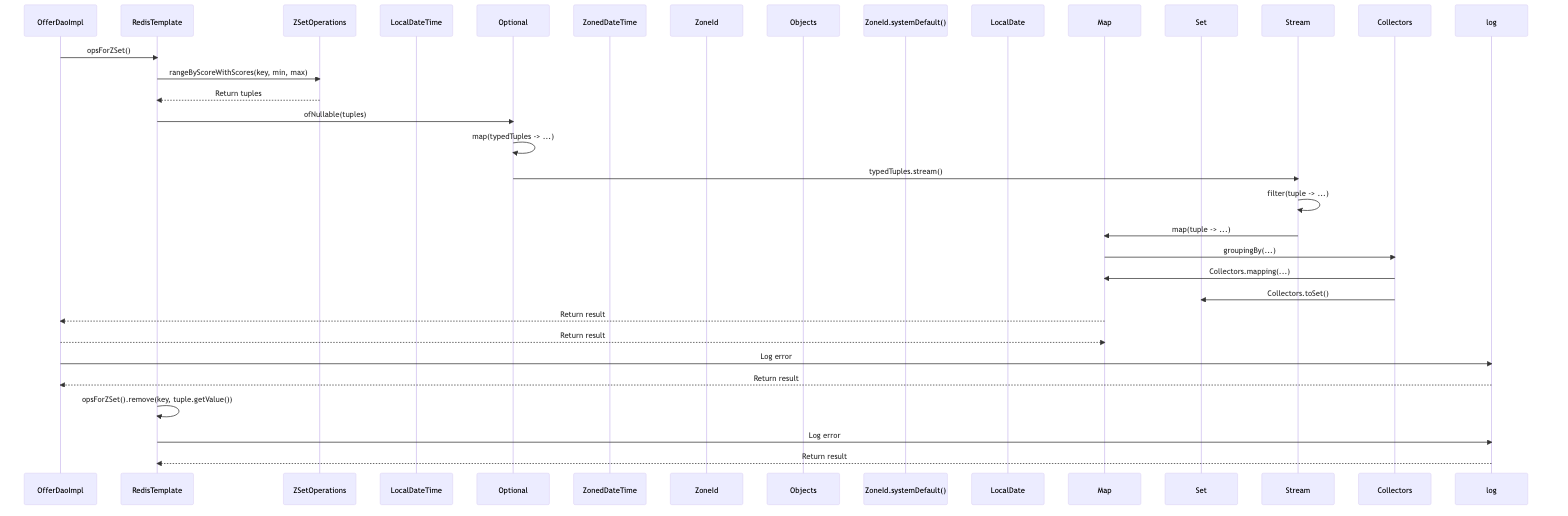 OfferDaoImpl RedisTemplate ZSetOperations LocalDateTime Optional ZonedDateTime ZoneId Objects ZoneId.systemDefault() LocalDate Map Set Stream Collectors log
opsForZSet()
rangeByScoreWithScores(key, min, max)
Return tuples
ofNullable(tuples)
map(typedTuples -> ...)
typedTuples.stream()
filter(tuple -> ...)
map(tuple -> ...)
groupingBy(...)
Collectors.mapping(...)
Collectors.toSet()
Return result
Return result
Log error
Return result
opsForZSet().remove(key, tuple.getValue())
Log error
Return result
OfferDaoImpl RedisTemplate ZSetOperations LocalDateTime Optional ZonedDateTime ZoneId Objects ZoneId.systemDefault() LocalDate Map Set Stream Collectors log